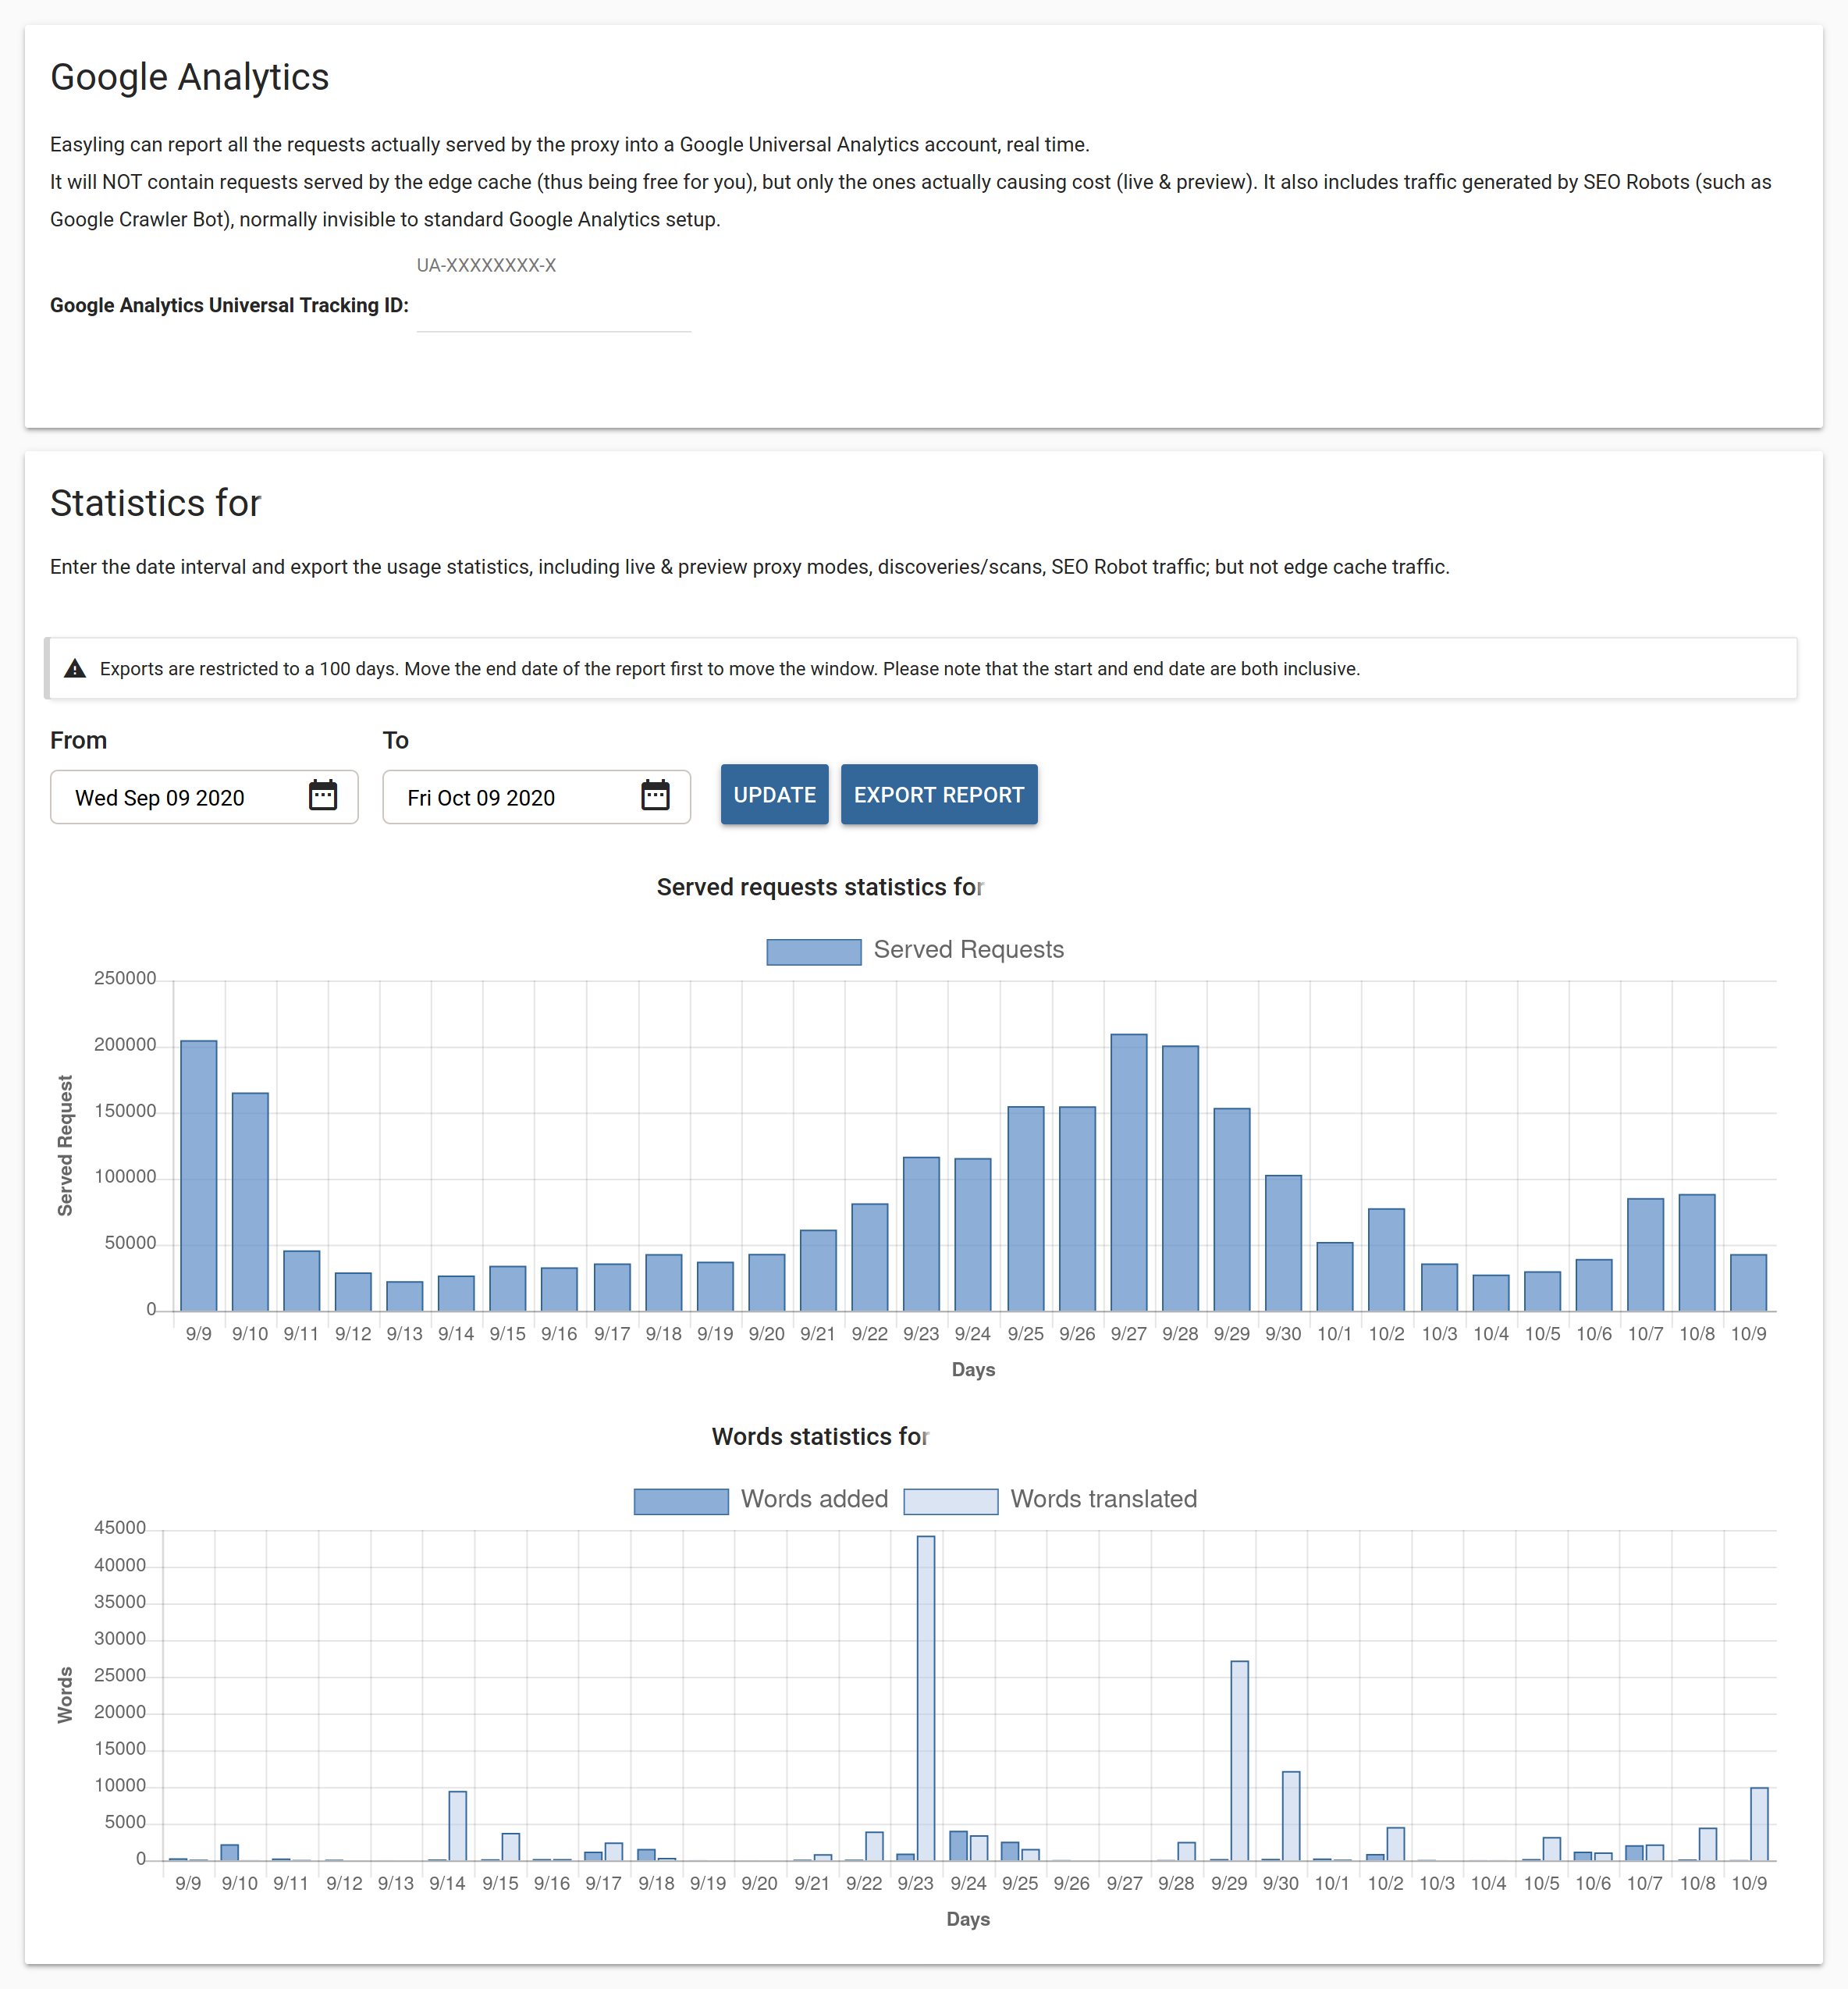 Google Analytics
Easyling can report all the requests actually served by the proxy into a Google Universal Analytics account, real time.
It will NOT contain requests served by the edge cache (thus being free for you), but only the ones actually causing cost (live & preview). It also includes traffic generated by SEO Robots (such as
Google Crawler Bot), normally invisible to standard Google Analytics setup.
UA-XXXXXXXX-X
Google Analytics Universal Tracking ID:
Statistics for
Enter the date interval and export the usage statistics, including live & preview proxy modes, discoveries/scans, SEO Robot traffic; but not edge cache traffic.
Exports are restricted to a 100 days. Move the end date of the report first to move the window. Please note that the start and end date are both inclusive.
From To
Wed Sep 09 2020 Fri Oct 09 2020 UPDATE EXPORT REPORT
Served requests statistics for
Served Requests
250000
200000
150000
100000
50000
0
Served Request
9/9 9/10 9/11 9/12 9/13 9/14 9/15 9/16 9/17 9/18 9/19 9/20 9/21 9/22 9/23 9/24 9/25 9/26 9/27 9/28 9/29 9/30 10/1 10/2 10/3 10/4 10/5 10/6 10/7 10/8 10/9
Days
Words statistics for
Words added Words translated
45000
40000
35000
30000
25000
20000
15000
10000
5000
0
Words
9/9 9/10 9/11 9/12 9/13 9/14 9/15 9/16 9/17 9/18 9/19 9/20 9/21 9/22 9/23 9/24 9/25 9/26 9/27 9/28 9/29 9/30 10/1 10/2 10/3 10/4 10/5 10/6 10/7 10/8 10/9
Days